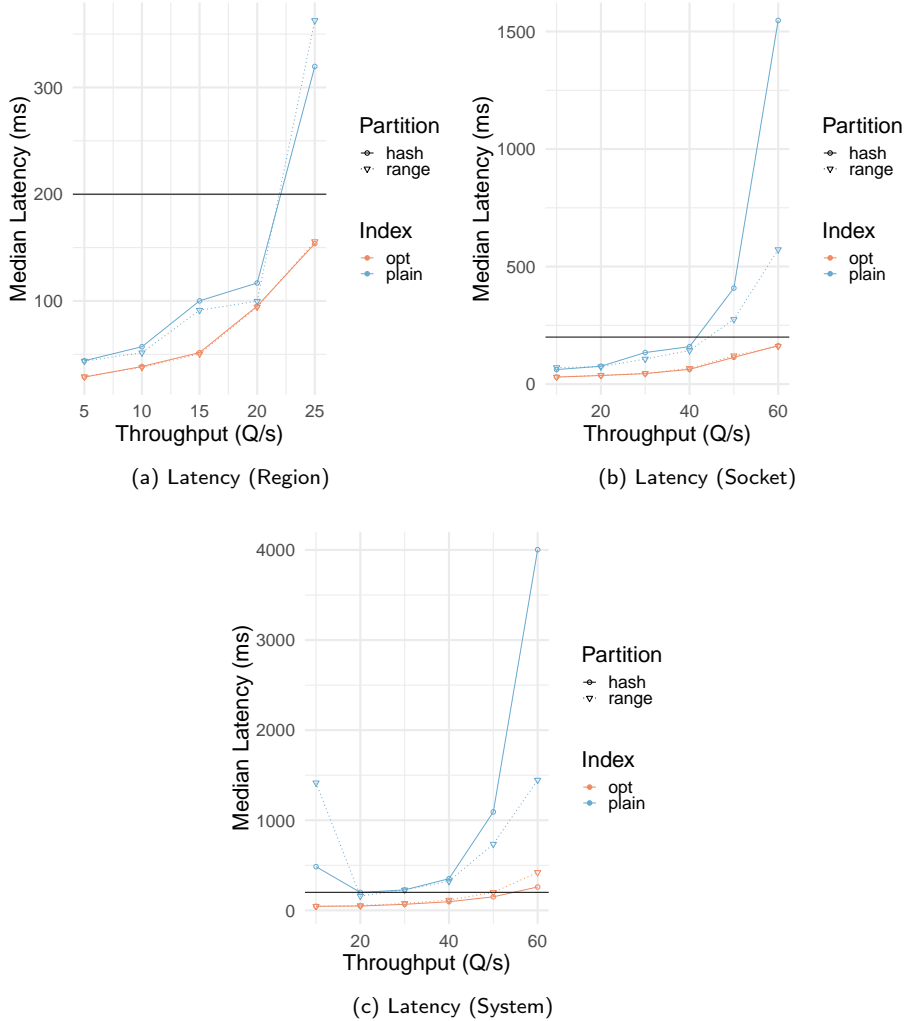 Median Latency (ms)
300
200
100
5
10
15
20
25
Throughput (Q/s)
Partition
hash
range
Index
opt
plain
(a) Latency (Region)
Median Latency (ms)
1500
1000
500
0
20
40
60
Throughput (Q/s)
Partition
hash
range
Index
opt
plain
(b) Latency (Socket)
Median Latency (ms)
4000
3000
2000
1000
0
20
40
60
Throughput (Q/s)
Partition
hash
range
Index
opt
plain
(c) Latency (System)